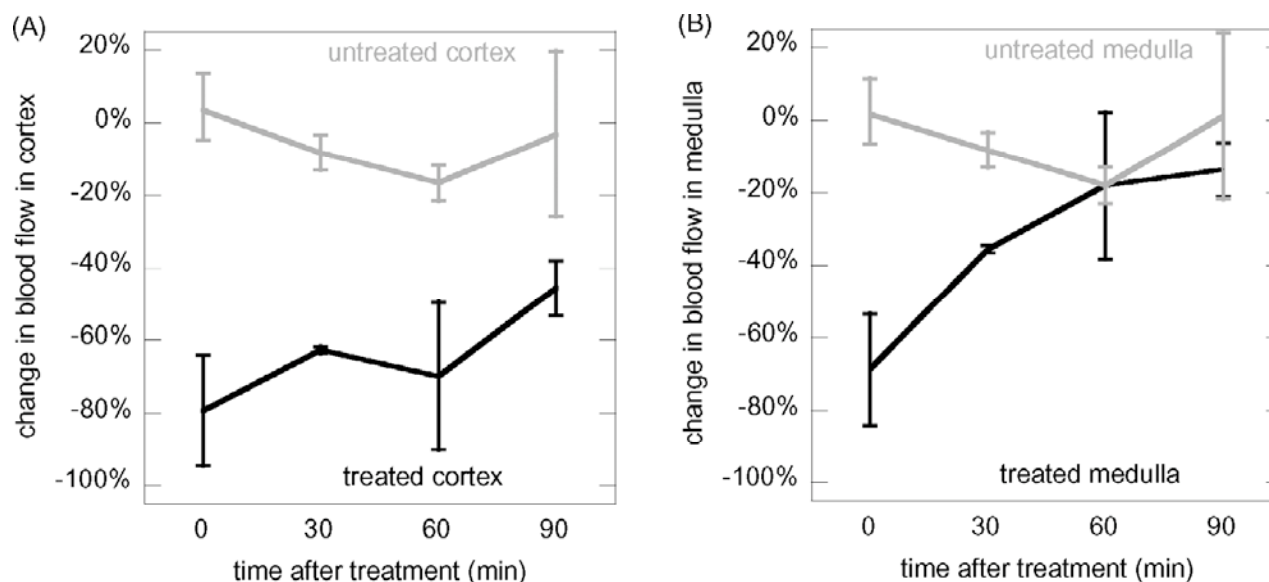 (A)
change in blood flow in cortex
20%
0%
-20%
-40%
-60%
-80%
-100%
untreated cortex
treated cortex
0 30 60 90
time after treatment (min)
(B)
change in blood flow in medulla
20%
0%
-20%
-40%
-60%
-80%
-100%
untreated medulla
treated medulla
0 30 60 90
time after treatment (min)